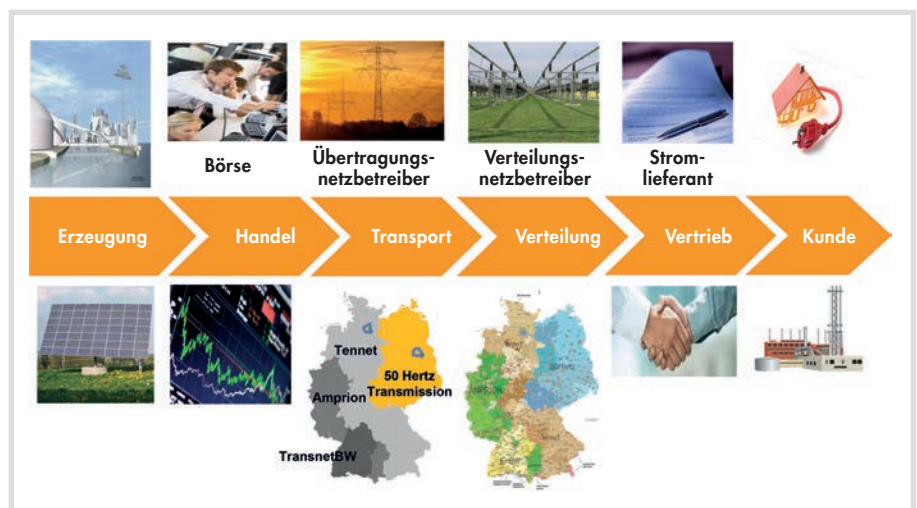 Börse
Übertragungs-
netzbetreiber
Verteilungs-
netzbetreiber
Strom-
lieferant
Erzeugung
Handel
Transport
Verteilung
Vertrieb
Kunde
Tennet
50 Hertz
Transmission
Amprion
TransnetBW